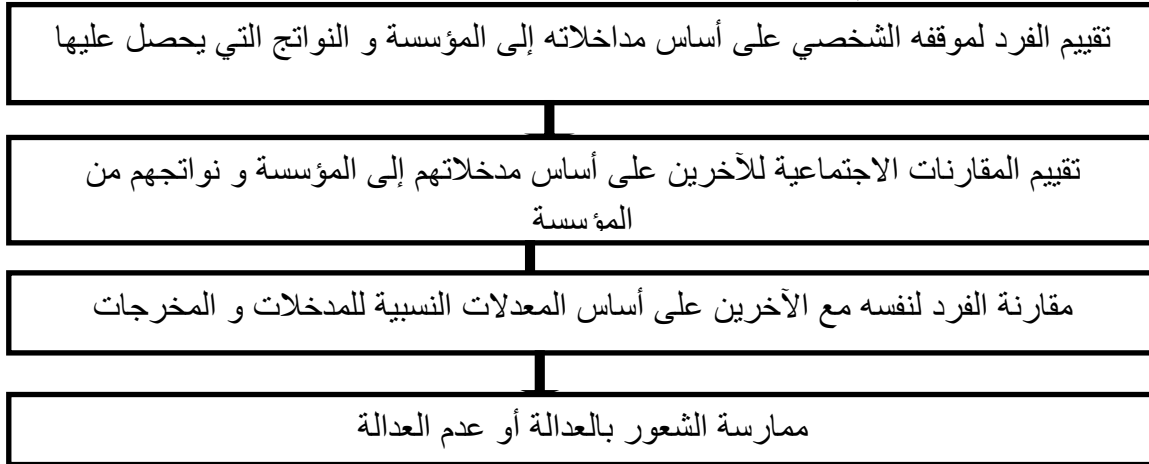 تقييم الفرد لموقفه الشخصي على أساس مداخلاته إلى المؤسسة و النواتج التي يحصل عليها
تقييم المقارنات الاجتماعية للآخرين على أساس مدخلاتهم إلى المؤسسة و نواتجهم من
المؤسسة
مقارنة الفرد لنفسه مع الآخرين على أساس المعدلات النسبية للمدخلات و المخرجات
ممارسة الشعور بالعدالة أو عدم العدالة